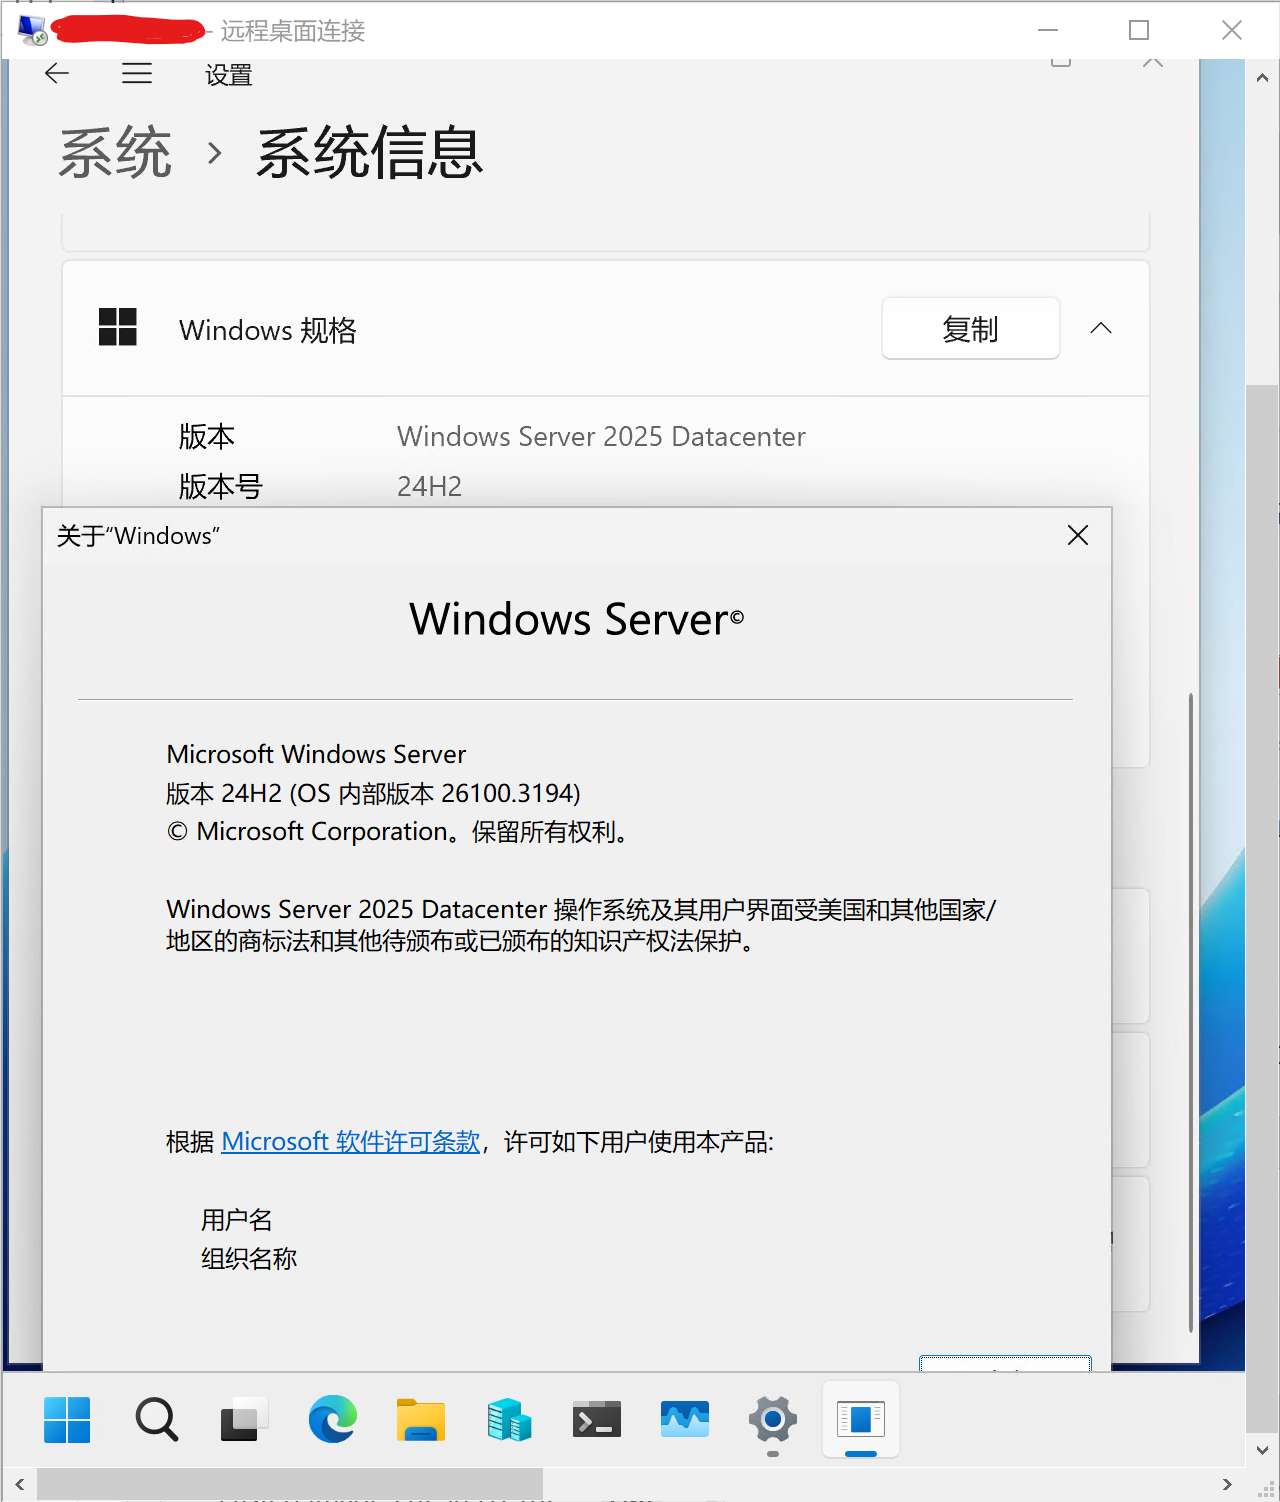 - 远程桌面连接
设置
系统 › 系统信息
Windows 规格
复制
版本 Windows Server 2025 Datacenter
版本号 24H2
关于“Windows”
Windows Server©
Microsoft Windows Server
版本 24H2 (OS 内部版本 26100.3194)
© Microsoft Corporation。保留所有权利。
Windows Server 2025 Datacenter 操作系统及其用户界面受美国和其他国家/
地区的商标法和其他待颁布或已颁布的知识产权法保护。
根据 Microsoft 软件许可条款，许可如下用户使用本产品:
用户名
组织名称